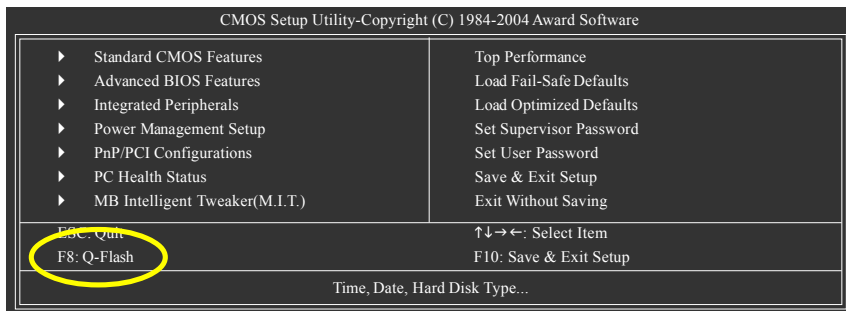 CMOS Setup Utility-Copyright (C) 1984-2004 Award Software
Standard CMOS Features
Advanced BIOS Features
Integrated Peripherals
Power Management Setup
PnP/PCI Configurations
PC Health Status
MB Intelligent Tweaker(M.I.T.)
Top Performance
Load Fail-Safe Defaults
Load Optimized Defaults
Set Supervisor Password
Set User Password
Save & Exit Setup
Exit Without Saving
ESC: Quit
F8: Q-Flash
↑↓→←: Select Item
F10: Save & Exit Setup
Time, Date, Hard Disk Type...